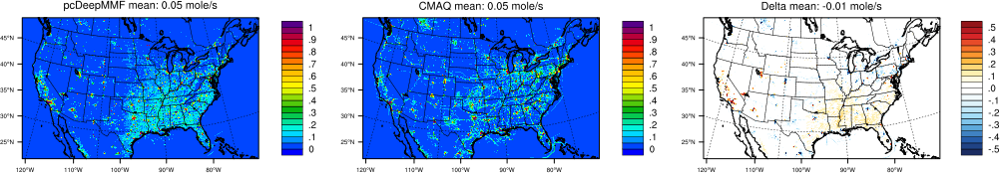 pcDeepMMF mean: 0.05 mole/s
CMAQ mean: 0.05 mole/s
Delta mean: -0.01 mole/s
45°N
40°N
35°N
30°N
25°N
120°W 110°W 100°W 90°W 80°W
1
.9
.8
.7
.6
.5
.4
.3
.2
.1
0
45°N
40°N
35°N
30°N
25°N
120°W 110°W 100°W 90°W 80°W
1
.9
.8
.7
.6
.5
.4
.3
.2
.1
0
45°N
40°N
35°N
30°N
25°N
120°W 110°W 100°W 90°W 80°W
.5
.4
.3
.2
.1
.0
-.1
-.2
-.3
-.4
-.5